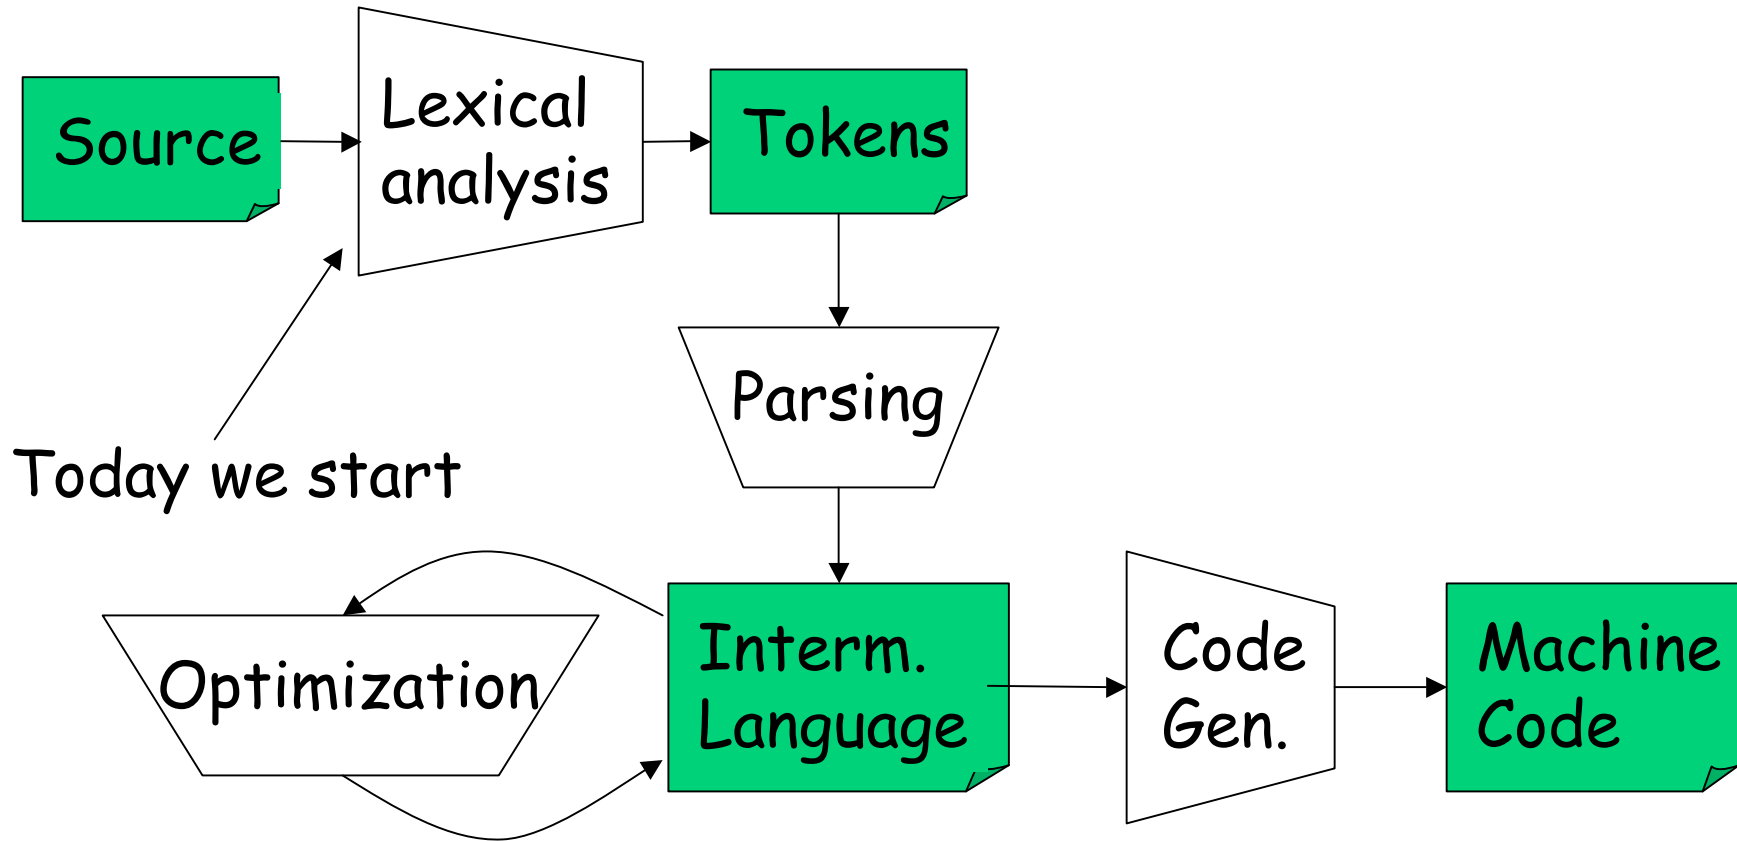 Source
Lexical
analysis
Tokens
Parsing
Today we start
Optimization
Interm.
Language
Code
Gen.
Machine
Code